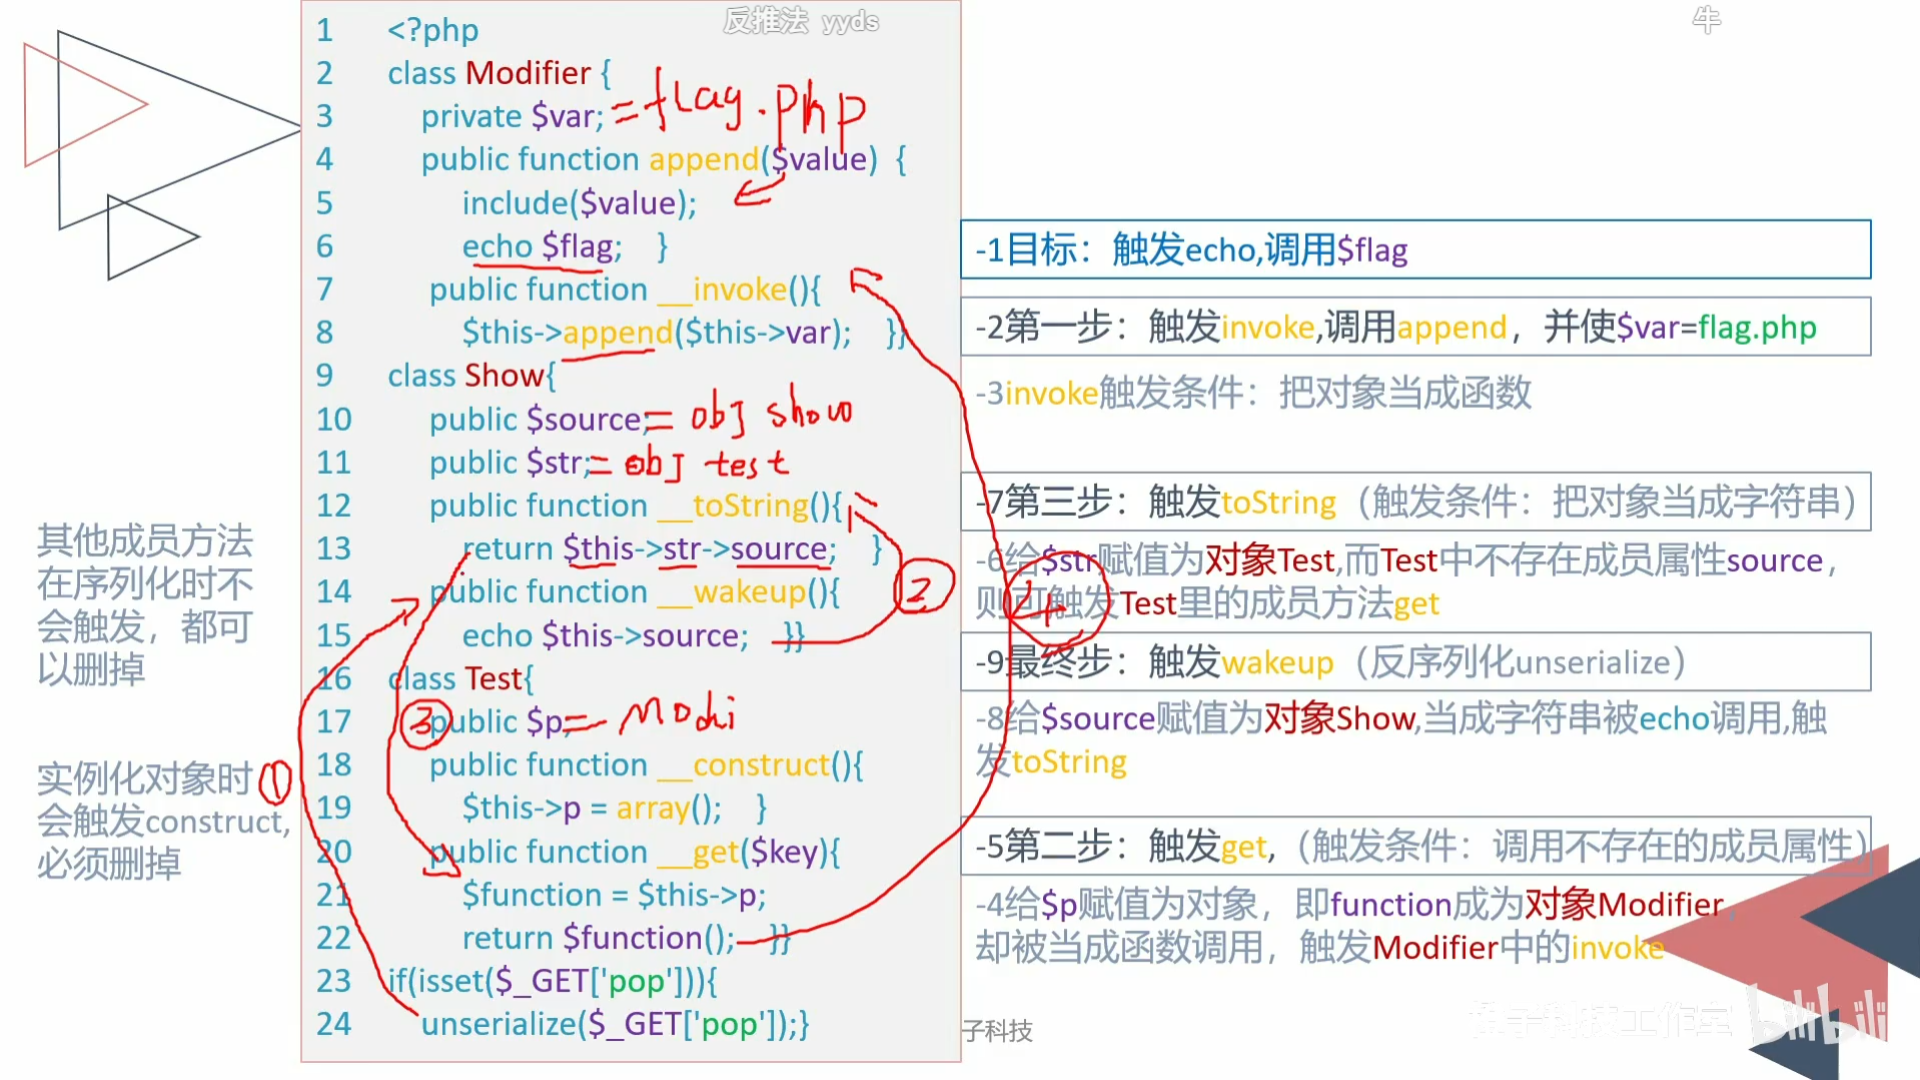 反推法 yyds
牛
1 <?php
2 class Modifier {
3 private $var; =flag.php
4 public function append($value) {
5 include($value);
6 echo $flag; }
7 public function __invoke(){
8 $this->append($this->var); }}
9 class Show{
10 public $source; = obj show
11 public $str; = obj test
12 public function __toString(){
13 return $this->str->source; }
14 public function __wakeup(){
15 echo $this->source; }}
16 class Test{
17 public $p; = Modi
18 public function __construct(){
19 $this->p = array(); }
20 public function __get($key){
21 $function = $this->p;
22 return $function(); }}
23 if(isset($_GET['pop'])){
24 unserialize($_GET['pop']);}
其他成员方法
在序列化时不
会触发，都可
以删掉
实例化对象时
会触发construct,
必须删掉
①
②
③
4
-1目标：触发echo,调用$flag
-2第一步：触发invoke,调用append，并使$var=flag.php
-3invoke触发条件：把对象当成函数
-7第三步：触发toString（触发条件：把对象当成字符串）
-6给$str赋值为对象Test,而Test中不存在成员属性source，
则可触发Test里的成员方法get
-9最终步：触发wakeup（反序列化unserialize）
-8给$source赋值为对象Show,当成字符串被echo调用,触
发toString
-5第二步：触发get,（触发条件：调用不存在的成员属性）
-4给$p赋值为对象，即function成为对象Modifier，
却被当成函数调用，触发Modifier中的invoke
子科技
子科技工作室
bilibili